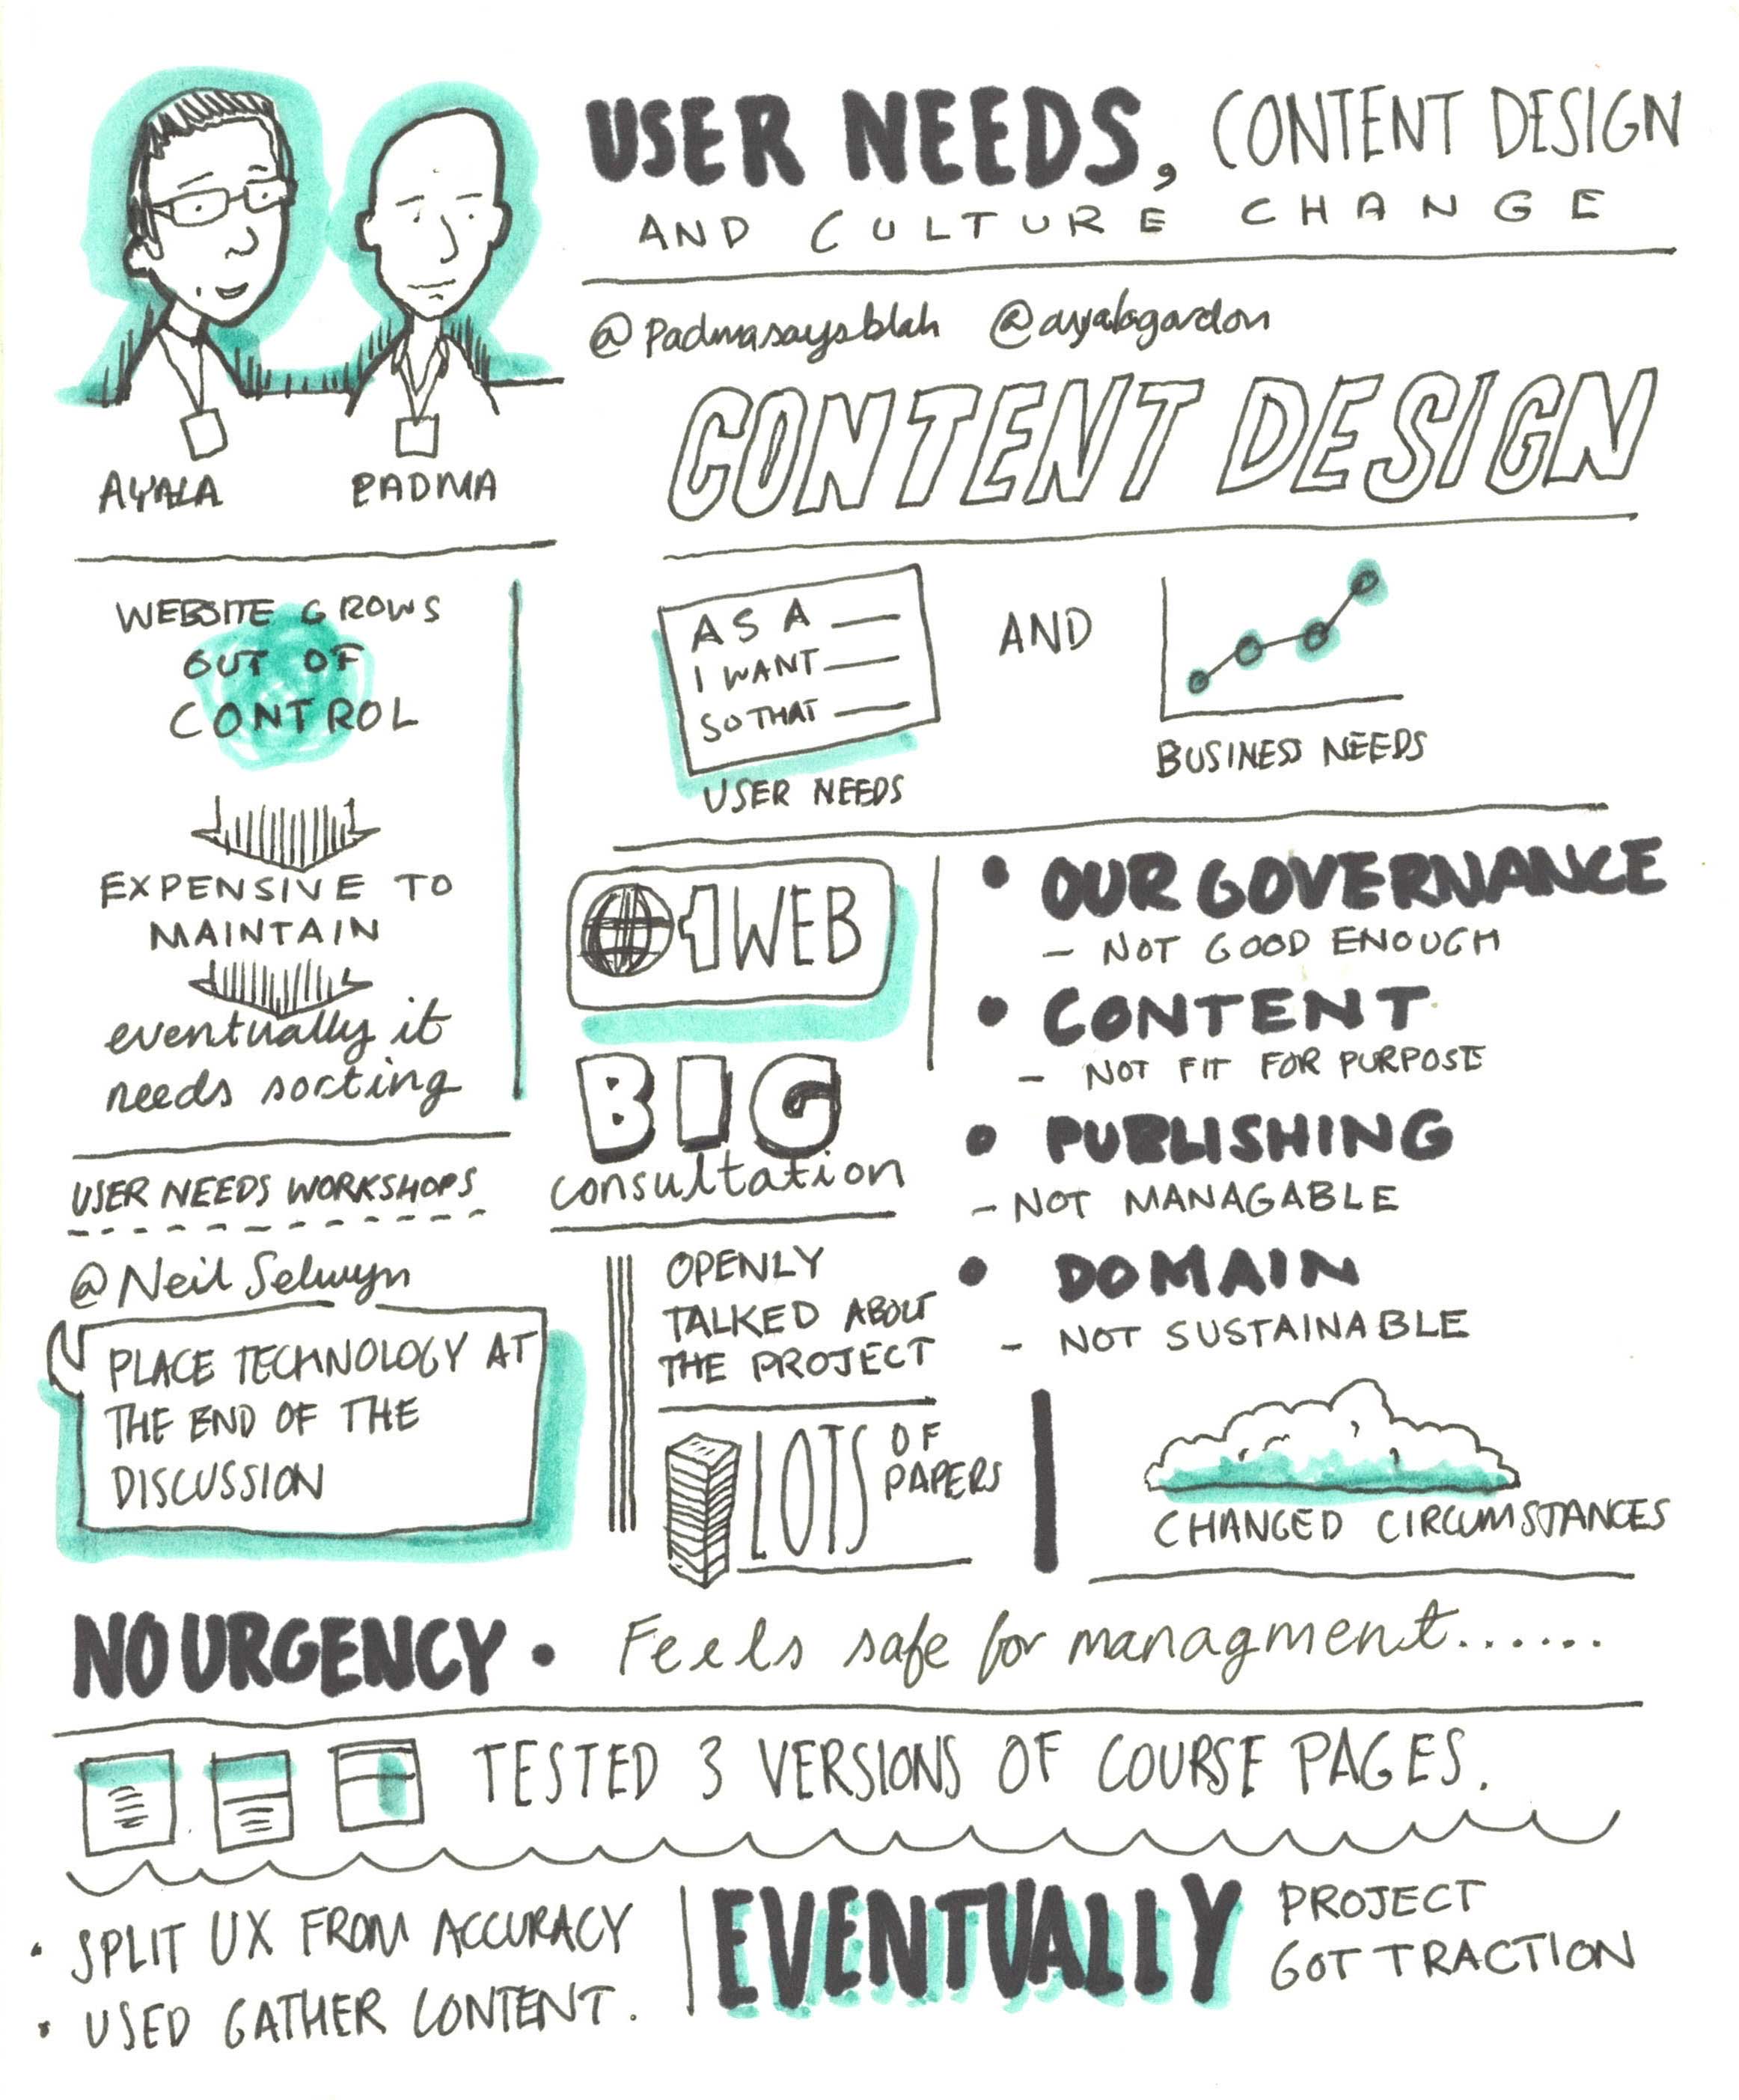 USER NEEDS, CONTENT DESIGN
AND CULTURE CHANGE
@Padmasaysblah @ayalagordon
AYALA PADMA
CONTENT DESIGN
WEBSITE GROWS
OUT OF
CONTROL
EXPENSIVE TO
MAINTAIN
eventually it
needs sorting
AS A
I WANT
SO THAT
USER NEEDS
AND
BUSINESS NEEDS
1WEB
BIG
consultation
• OUR GOVERNANCE
- NOT GOOD ENOUGH
• CONTENT
- NOT FIT FOR PURPOSE
• PUBLISHING
- NOT MANAGABLE
• DOMAIN
- NOT SUSTAINABLE
USER NEEDS WORKSHOPS
@Neil Selwyn
PLACE TECHNOLOGY AT
THE END OF THE
DISCUSSION
OPENLY
TALKED ABOUT
THE PROJECT
LOTS OF
PAPERS
CHANGED CIRCUMSTANCES
NO URGENCY • Feels safe for managment......
TESTED 3 VERSIONS OF COURSE PAGES.
• SPLIT UX FROM ACCURACY
• USED GATHER CONTENT.
EVENTUALLY PROJECT
GOT TRACTION